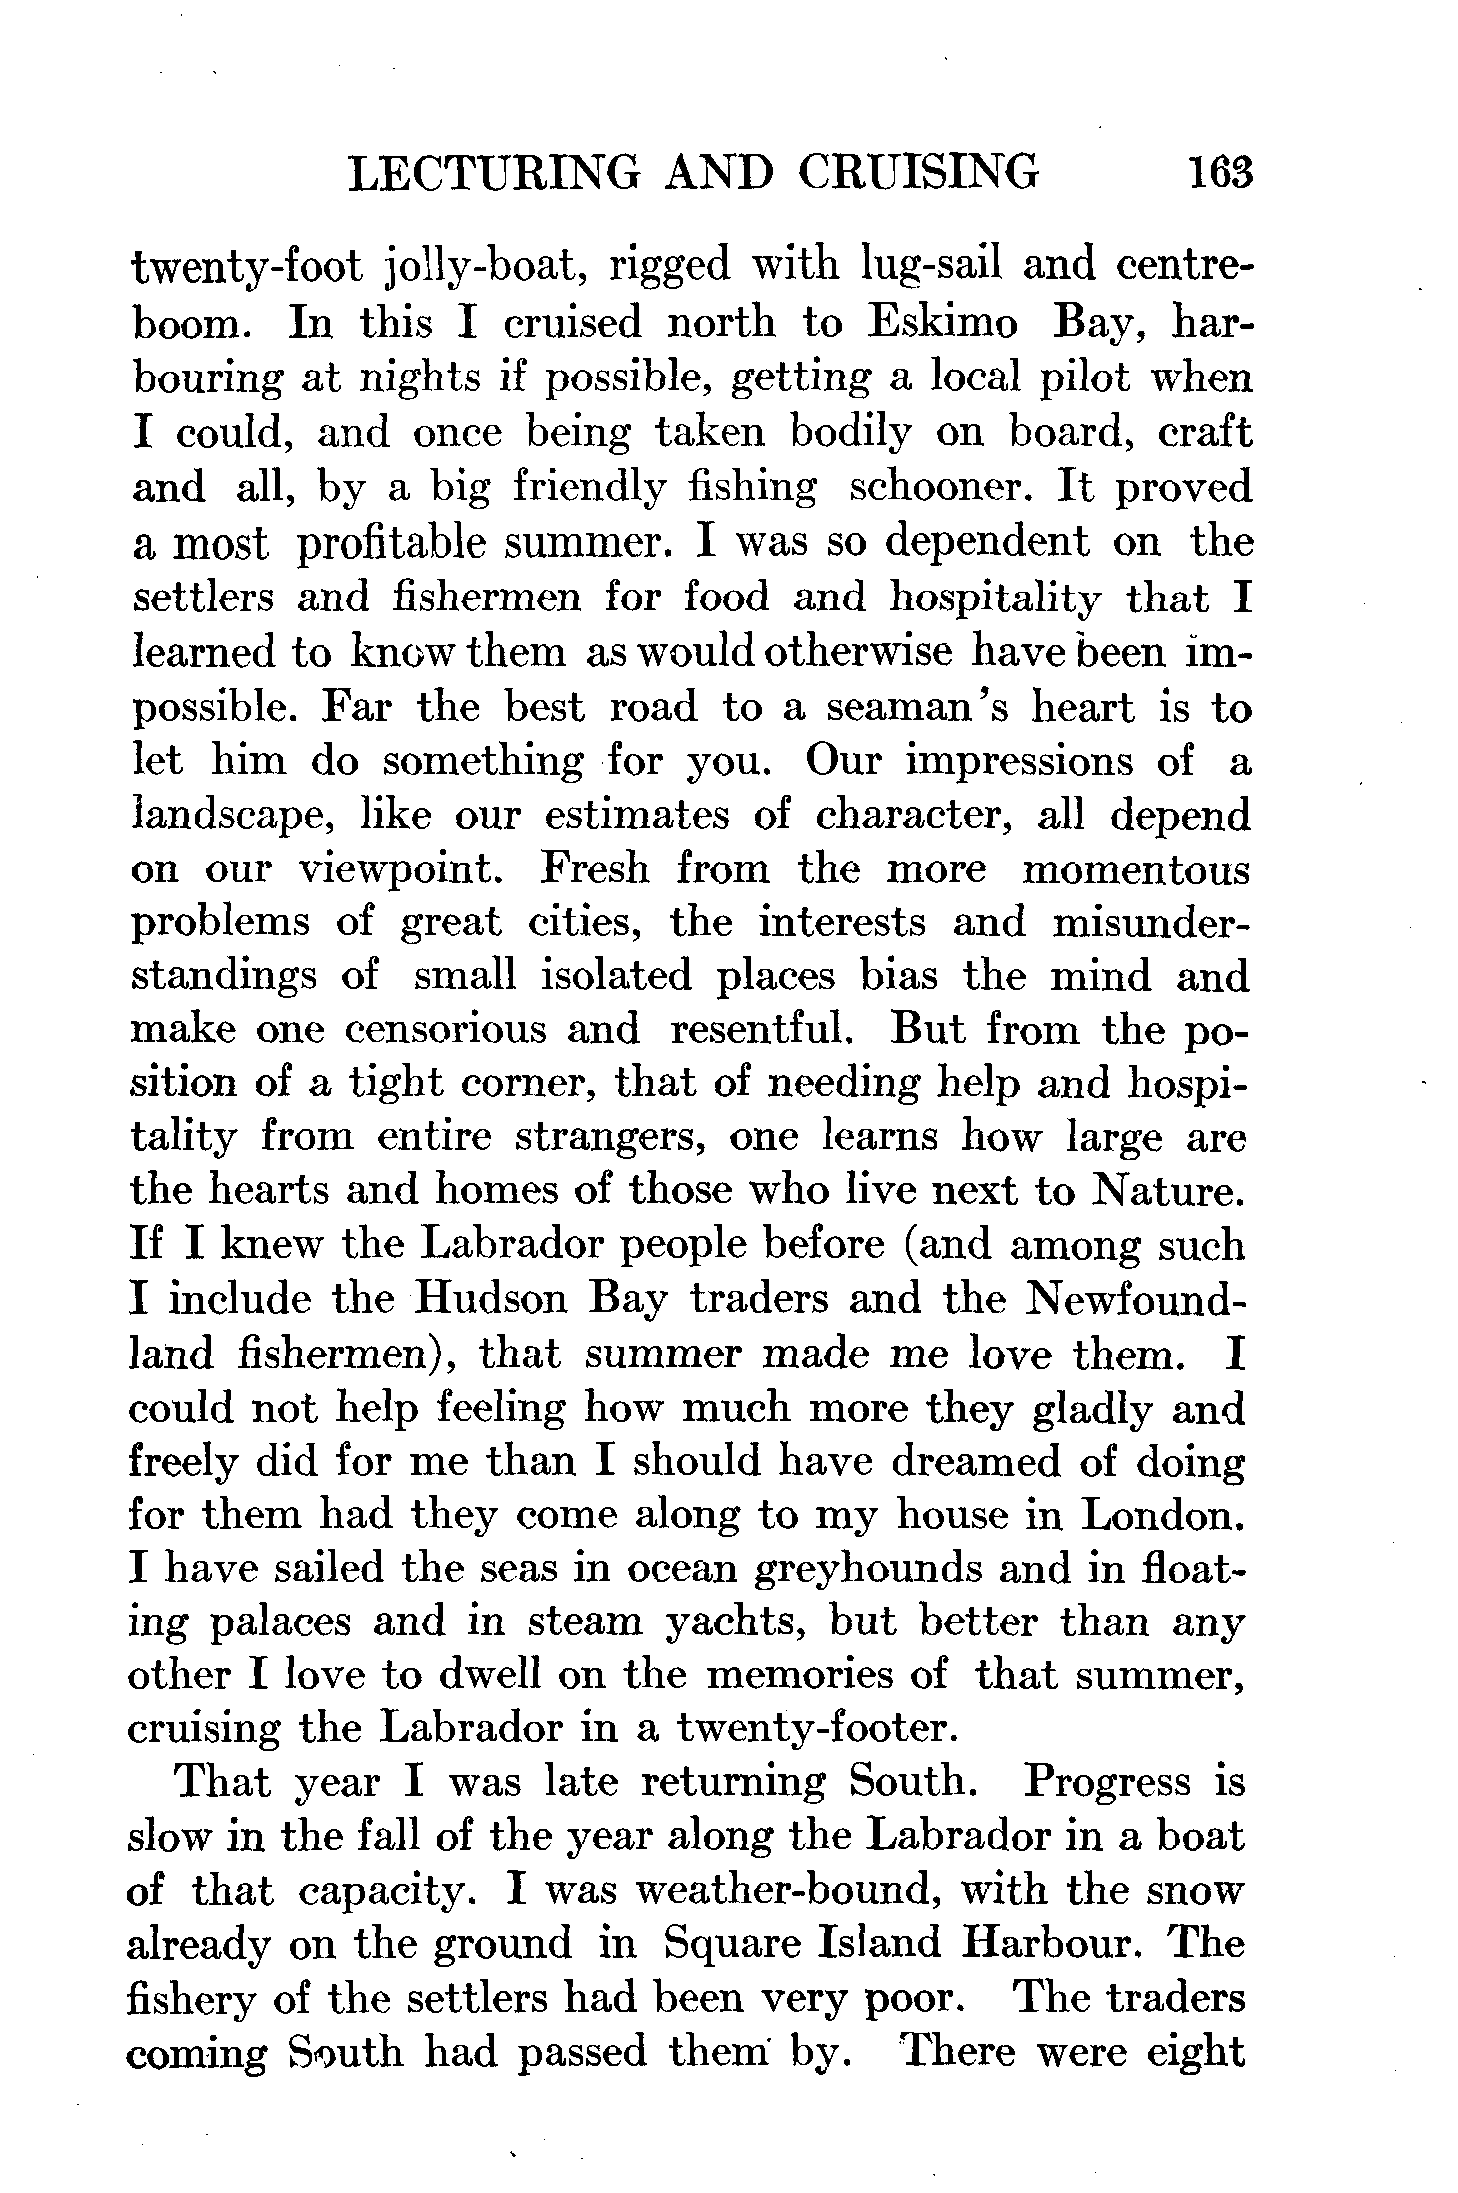 LECTURING AND CRUISING 163
twenty-foot jolly-boat, rigged with lug-sail and centre-
boom. In this I cruised north to Eskimo Bay, har-
bouring at nights if possible, getting a local pilot when
I could, and once being taken bodily on board, craft
and all, by a big friendly fishing schooner. It proved
a most profitable summer. I was so dependent on the
settlers and fishermen for food and hospitality that I
learned to know them as would otherwise have been im-
possible. Far the best road to a seaman's heart is to
let him do something for you. Our impressions of a
landscape, like our estimates of character, all depend
on our viewpoint. Fresh from the more momentous
problems of great cities, the interests and misunder-
standings of small isolated places bias the mind and
make one censorious and resentful. But from the po-
sition of a tight corner, that of needing help and hospi-
tality from entire strangers, one learns how large are
the hearts and homes of those who live next to Nature.
If I knew the Labrador people before (and among such
I include the Hudson Bay traders and the Newfound-
land fishermen), that summer made me love them. I
could not help feeling how much more they gladly and
freely did for me than I should have dreamed of doing
for them had they come along to my house in London.
I have sailed the seas in ocean greyhounds and in float-
ing palaces and in steam yachts, but better than any
other I love to dwell on the memories of that summer,
cruising the Labrador in a twenty-footer.
That year I was late returning South. Progress is
slow in the fall of the year along the Labrador in a boat
of that capacity. I was weather-bound, with the snow
already on the ground in Square Island Harbour. The
fishery of the settlers had been very poor. The traders
coming South had passed them by. There were eight